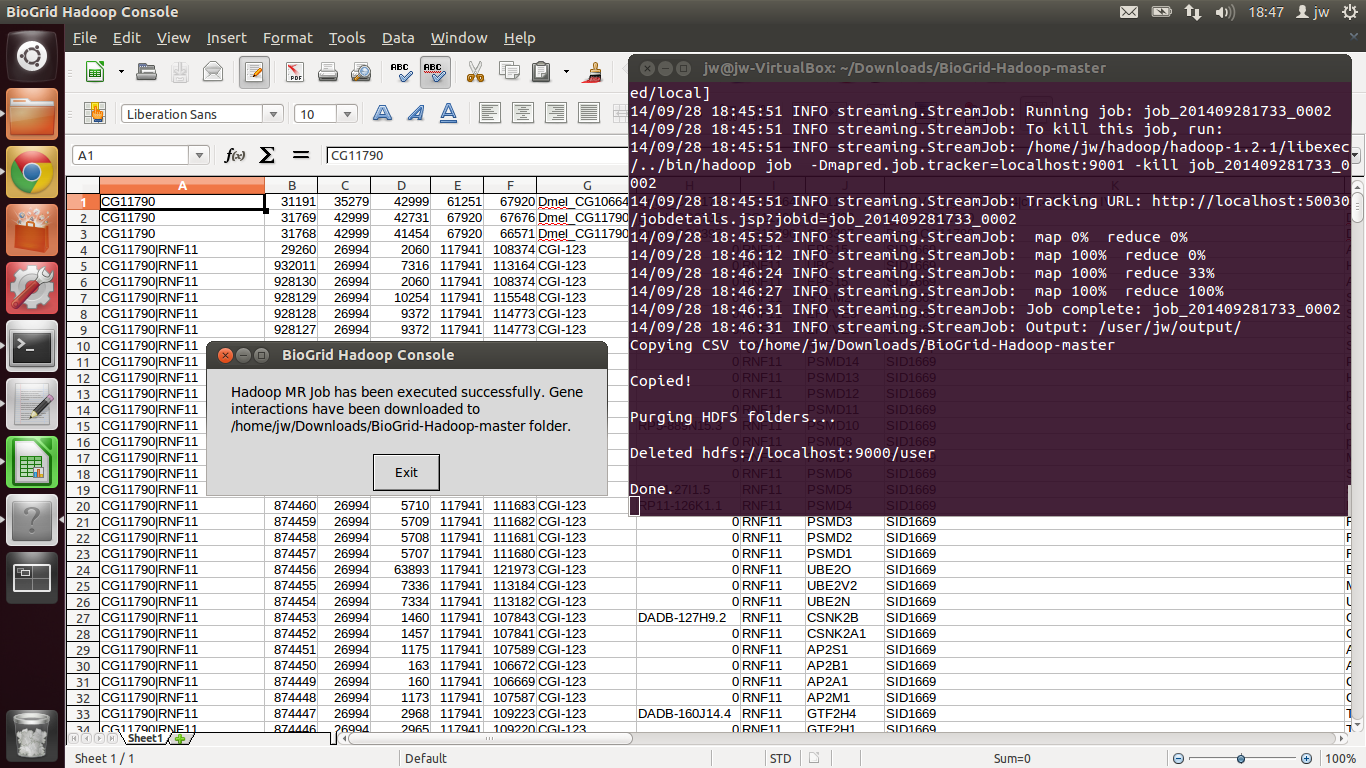 BioGrid Hadoop Console
18:47
jw
File Edit View Insert Format Tools Data Window Help
jw@jw-VirtualBox: ~/Downloads/BioGrid-Hadoop-master
Liberation Sans
10
A1
CG11790
ed/local]
14/09/28 18:45:51 INFO streaming.StreamJob: Running job: job_201409281733_0002
14/09/28 18:45:51 INFO streaming.StreamJob: To kill this job, run:
14/09/28 18:45:51 INFO streaming.StreamJob: /home/jw/hadoop/hadoop-1.2.1/libexec
/../bin/hadoop job  -Dmapred.job.tracker=localhost:9001 -kill job_201409281733_0
002
14/09/28 18:45:51 INFO streaming.StreamJob: Tracking URL: http://localhost:50030
/jobdetails.jsp?jobid=job_201409281733_0002
14/09/28 18:45:52 INFO streaming.StreamJob:  map 0%  reduce 0%
14/09/28 18:46:12 INFO streaming.StreamJob:  map 100%  reduce 0%
14/09/28 18:46:24 INFO streaming.StreamJob:  map 100%  reduce 33%
14/09/28 18:46:27 INFO streaming.StreamJob:  map 100%  reduce 100%
14/09/28 18:46:31 INFO streaming.StreamJob: Job complete: job_201409281733_0002
14/09/28 18:46:31 INFO streaming.StreamJob: Output: /user/jw/output/
Copying CSV to/home/jw/Downloads/BioGrid-Hadoop-master
Copied!
Purging HDFS folders...
Deleted hdfs://localhost:9000/user
Done.
A B C D E F G
1 CG11790 31191 35279 42999 61251 67920 Dmel_CG10664
2 CG11790 31769 42999 42731 67920 67676 Dmel_CG11790
3 CG11790 31768 42999 41454 67920 66571 Dmel_CG11790
4 CG11790|RNF11 29260 26994 2060 117941 108374 CGI-123
5 CG11790|RNF11 932011 26994 7316 117941 113164 CGI-123
6 CG11790|RNF11 928130 26994 2060 117941 108374 CGI-123
7 CG11790|RNF11 928129 26994 10254 117941 115548 CGI-123
8 CG11790|RNF11 928128 26994 9372 117941 114773 CGI-123
9 CG11790|RNF11 928127 26994 9372 117941 114773 CGI-123
10 CG11790|RNF11
11 CG11790|RNF11
12 CG11790|RNF11
13 CG11790|RNF11
14 CG11790|RNF11
15 CG11790|RNF11
16 CG11790|RNF11
17 CG11790|RNF11
18 CG11790|RNF11
19 CG11790|RNF11
BioGrid Hadoop Console
Hadoop MR Job has been executed successfully. Gene
interactions have been downloaded to
/home/jw/Downloads/BioGrid-Hadoop-master folder.
Exit
20 CG11790|RNF11 874460 26994 5710 117941 111683 CGI-123 RP11-126K1.1 RNF11 PSMD4 SID1669
21 CG11790|RNF11 874459 26994 5709 117941 111682 CGI-123 0 RNF11 PSMD3 SID1669
22 CG11790|RNF11 874458 26994 5708 117941 111681 CGI-123 0 RNF11 PSMD2 SID1669
23 CG11790|RNF11 874457 26994 5707 117941 111680 CGI-123 0 RNF11 PSMD1 SID1669
24 CG11790|RNF11 874456 26994 63893 117941 121973 CGI-123 0 RNF11 UBE2O SID1669
25 CG11790|RNF11 874455 26994 7336 117941 113184 CGI-123 0 RNF11 UBE2V2 SID1669
26 CG11790|RNF11 874454 26994 7334 117941 113182 CGI-123 0 RNF11 UBE2N SID1669
27 CG11790|RNF11 874453 26994 1460 117941 107843 CGI-123 DADB-127H9.2 RNF11 CSNK2B SID1669
28 CG11790|RNF11 874452 26994 1457 117941 107841 CGI-123 0 RNF11 CSNK2A1 SID1669
29 CG11790|RNF11 874451 26994 1175 117941 107589 CGI-123 0 RNF11 AP2S1 SID1669
30 CG11790|RNF11 874450 26994 163 117941 106672 CGI-123 0 RNF11 AP2B1 SID1669
31 CG11790|RNF11 874449 26994 160 117941 106669 CGI-123 0 RNF11 AP2A1 SID1669
32 CG11790|RNF11 874448 26994 1173 117941 107587 CGI-123 0 RNF11 AP2M1 SID1669
33 CG11790|RNF11 874447 26994 2968 117941 109223 CGI-123 DADB-160J14.4 RNF11 GTF2H4 SID1669
34 CG11790|RNF11 874446 26994 2965 117941 109220 CGI-123 0 RNF11 GTF2H1 SID1669
Sheet1
Sheet 1 / 1 Default STD Sum=0 100%